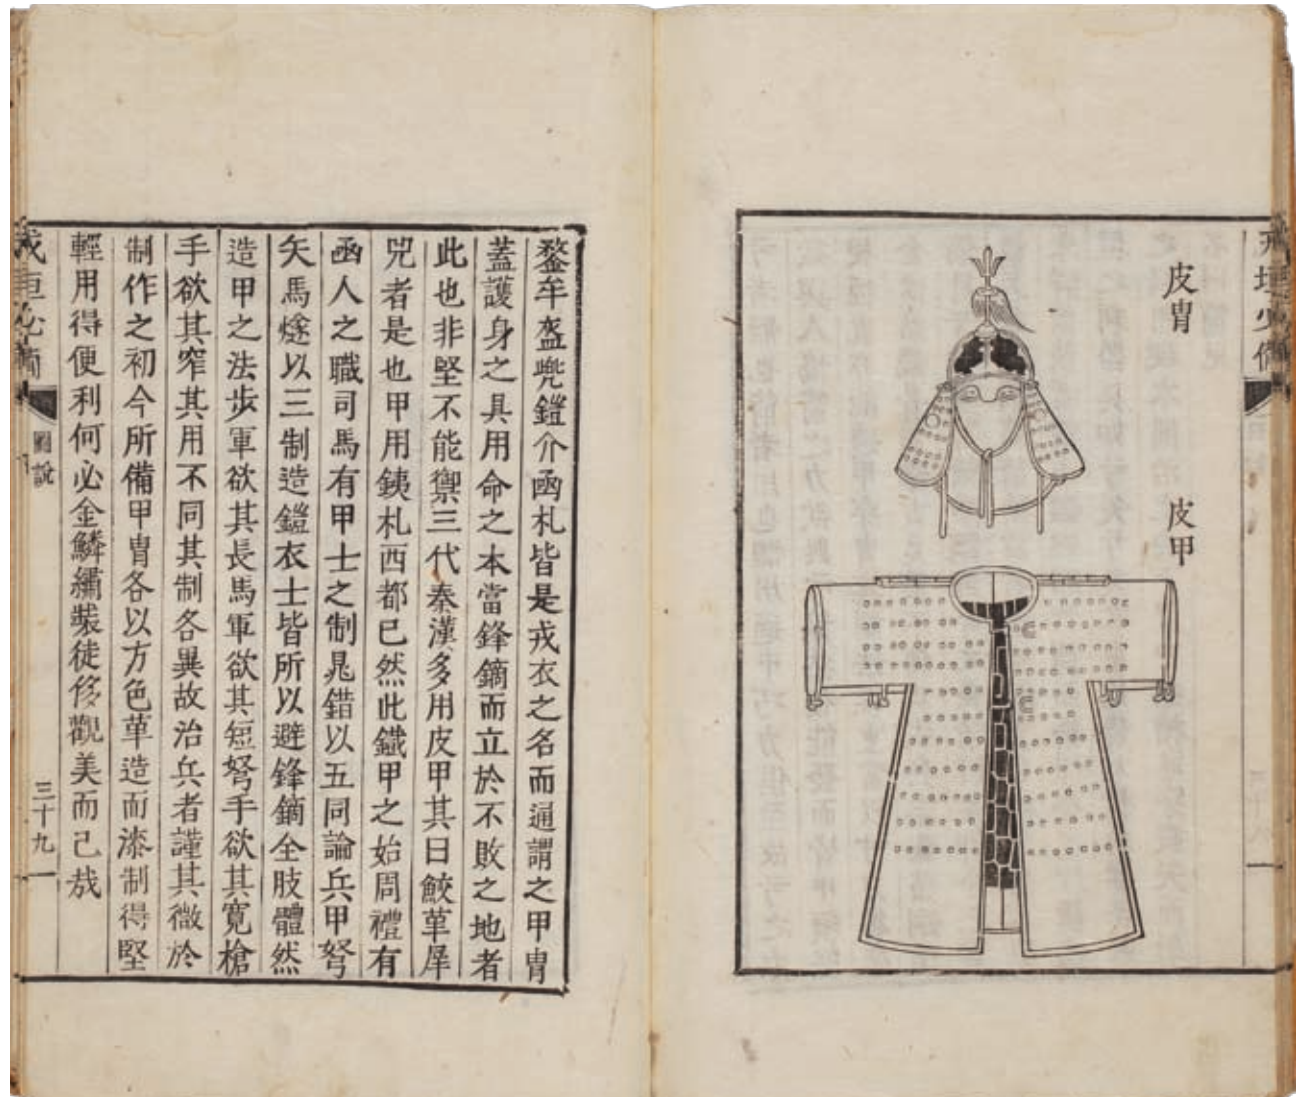 皮冑
皮甲
鍪牟盔兠鎧介函札皆是戎衣之名而通謂之甲冑
蓋護身之具用命之本當鋒鏑而立於不敗之地者
此也非堅不能禦三代秦漢多用皮甲其曰鮫革犀
兕者是也甲用銕札西都已然此鐵甲之始周禮有
函人之職司馬有甲士之制晁錯以五同論兵甲弩
矢馬燧以三制造鎧衣士皆所以避鋒鏑全肢體然
造甲之法步軍欲其長馬軍欲其短弩手欲其寬槍
手欲其窄其用不同其制各異故治兵者謹其微於
制作之初今所備甲冑各以方色革造而漆制得堅
輕用得便利何必金鱗繡裝徒侈觀美而已哉
圖說
三十九